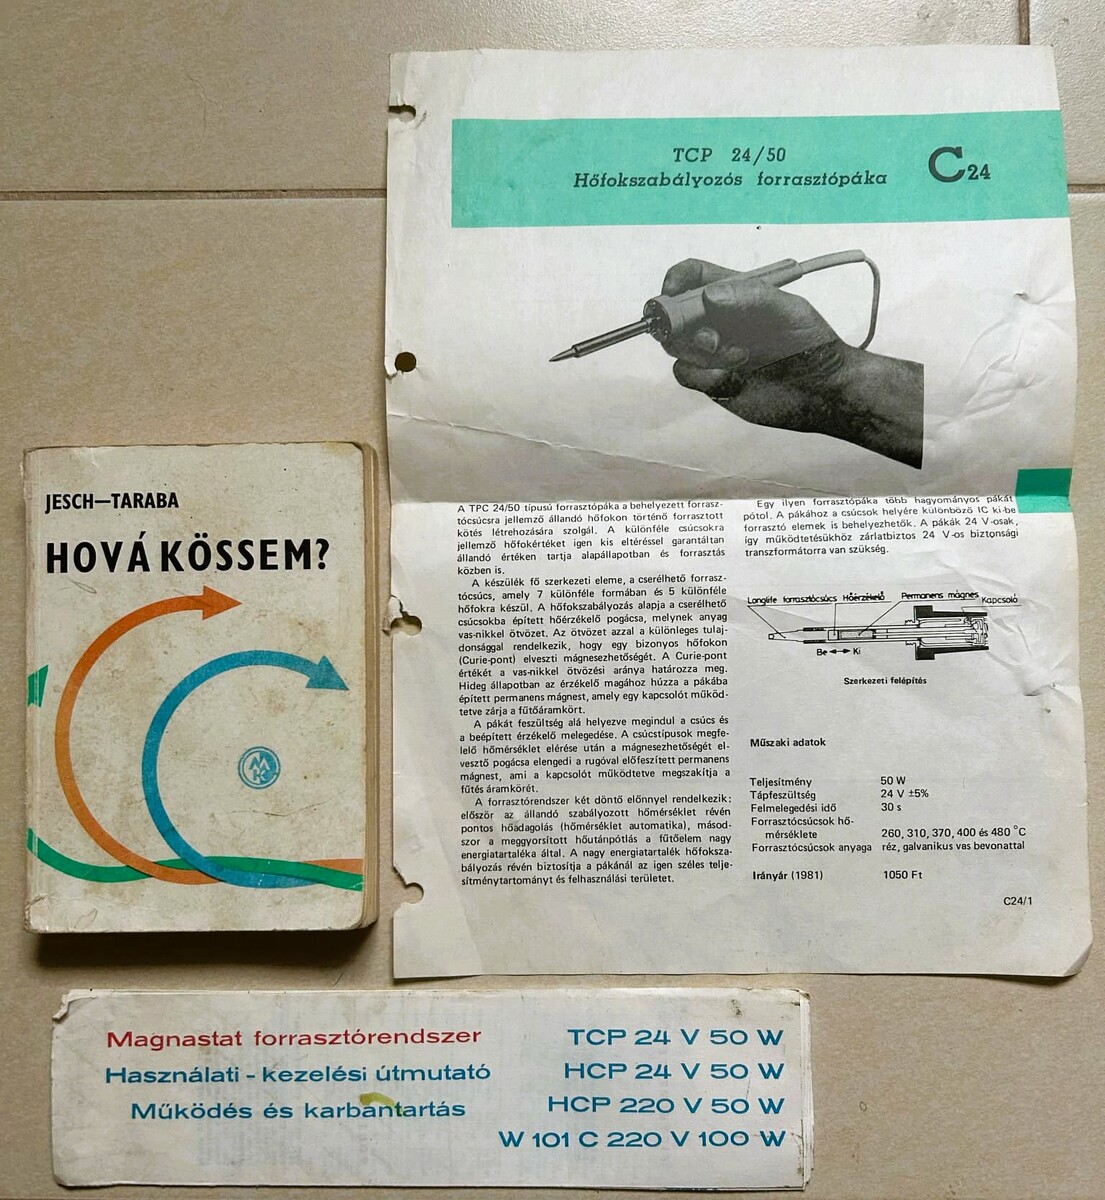 TCP 24/50
Hőfokszabályozós forrasztópáka
C24
A TPC 24/50 típusú forrasztópáka a behelyezett forrasz-
tócsúcsra jellemző állandó hőfokon történő forrasztott
kötés létrehozására szolgál. A különféle csúcsokra
jellemző hőfokértéket igen kis eltéréssel garantáltan
állandó értéken tartja alapállapotban és forrasztás
közben is.
A készülék fő szerkezeti eleme, a cserélhető forrasz-
tócsúcs, amely 7 különféle formában és 5 különféle
hőfokra készül. A hőfokszabályozás alapja a cserélhető
csúcsokba épített hőérzékelő pogácsa, melynek anyag
vas-nikkel ötvözet. Az ötvözet azzal a különleges tulaj-
donsággal rendelkezik, hogy egy bizonyos hőfokon
(Curie-pont) elveszti mágnesezhetőségét. A Curie-pont
értékét a vas-nikkel ötvözési aránya határozza meg.
Hideg állapotban az érzékelő magához húzza a pákába
épített permanens mágnest, amely egy kapcsolót működ-
tetve zárja a fűtőáramkört.
A pákát feszültség alá helyezve megindul a csúcs és
a beépített érzékelő melegedése. A csúcstípusok megfe-
lelő hőmérséklet elérése után a mágnesezhetőségét el-
vesztő pogácsa elengedi a rugóval előfeszített permanens
mágnest, ami a kapcsolót működtetve megszakítja a
fűtés áramkörét.
A forrasztórendszer két döntő előnnyel rendelkezik:
először az állandó szabályozott hőmérséklet révén
pontos hőadagolás (hőmérséklet automatika), másod-
szor a meggyorsított hőutánpótlás a fűtőelem nagy
energiatartaléka által. A nagy energiatartalék hőfoksza-
bályozás révén biztosítja a pákánál az igen széles telje-
sítménytartományt és felhasználási területet.
Egy ilyen forrasztópáka több hagyományos pákát
pótol. A pákához a csúcsok helyére különböző IC ki-be
forrasztó elemek is behelyezhetők. A pákák 24 V-osak,
így működtetésükhöz zárlatbiztos 24 V-os biztonsági
transzformátorra van szükség.
Longlife forrasztócsúcs Hőérzékelő Permanens mágnes Kapcsoló
Be Ki
Szerkezeti felépítés
Műszaki adatok
Teljesítmény 50 W
Tápfeszültség 24 V ±5%
Felmelegedési idő 30 s
Forrasztócsúcsok hő-
mérséklete 260, 310, 370, 400 és 480 °C
Forrasztócsúcsok anyaga réz, galvanikus vas bevonattal
Irányár (1981) 1050 Ft
C24/1
JESCH—TARABA
HOVÁ KÖSSEM?
MK
Magnastat forrasztórendszer
Használati - kezelési útmutató
Működés és karbantartás
TCP 24 V 50 W
HCP 24 V 50 W
HCP 220 V 50 W
W 101 C 220 V 100 W